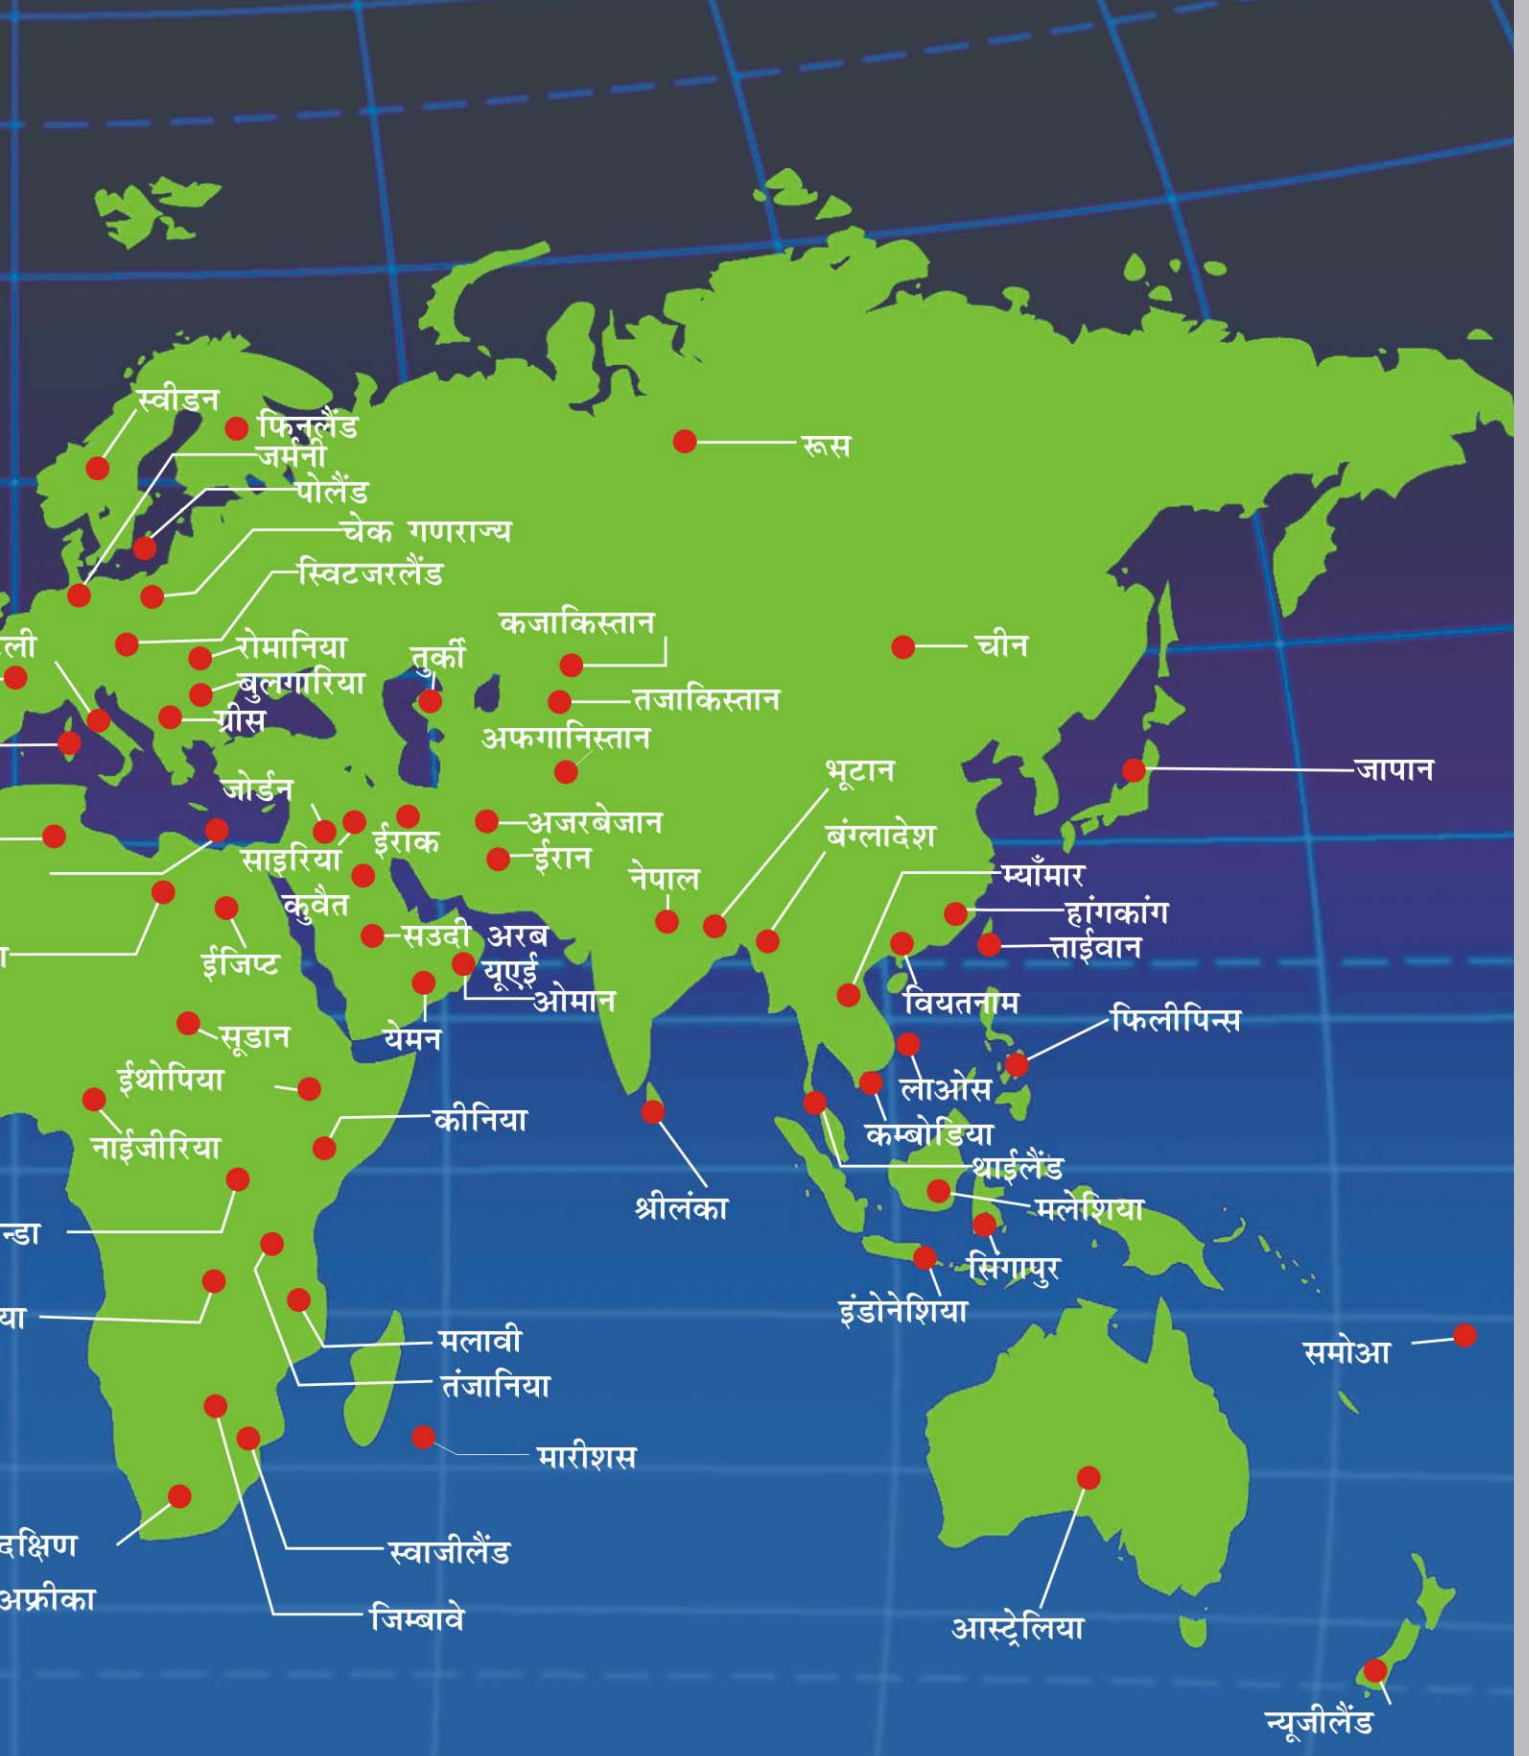 स्वीडन
फिनलैंड
जर्मनी
रूस
पोलैंड
चेक गणराज्य
स्विटजरलैंड
कजाकिस्तान
रोमानिया
चीन
तुर्की
बुलगारिया
तजाकिस्तान
ग्रीस
अफगानिस्तान
भूटान
जापान
जोर्डन
अजरबेजान
बंग्लादेश
ईराक
साइरिया
ईरान
नेपाल
म्याँमार
कुवैत
हांगकांग
सउदी अरब
ताईवान
ईजिप्ट
यूएई
ओमान
वियतनाम
फिलीपिन्स
सूडान
येमन
ईथोपिया
लाओस
कीनिया
नाईजीरिया
कम्बोडिया
थाईलैंड
श्रीलंका
मलेशिया
न्डा
सिंगापुर
इंडोनेशिया
या
मलावी
समोआ
तंजानिया
मारीशस
दक्षिण
अफ्रीका
स्वाजीलैंड
जिम्बावे
आस्ट्रेलिया
न्यूजीलैंड